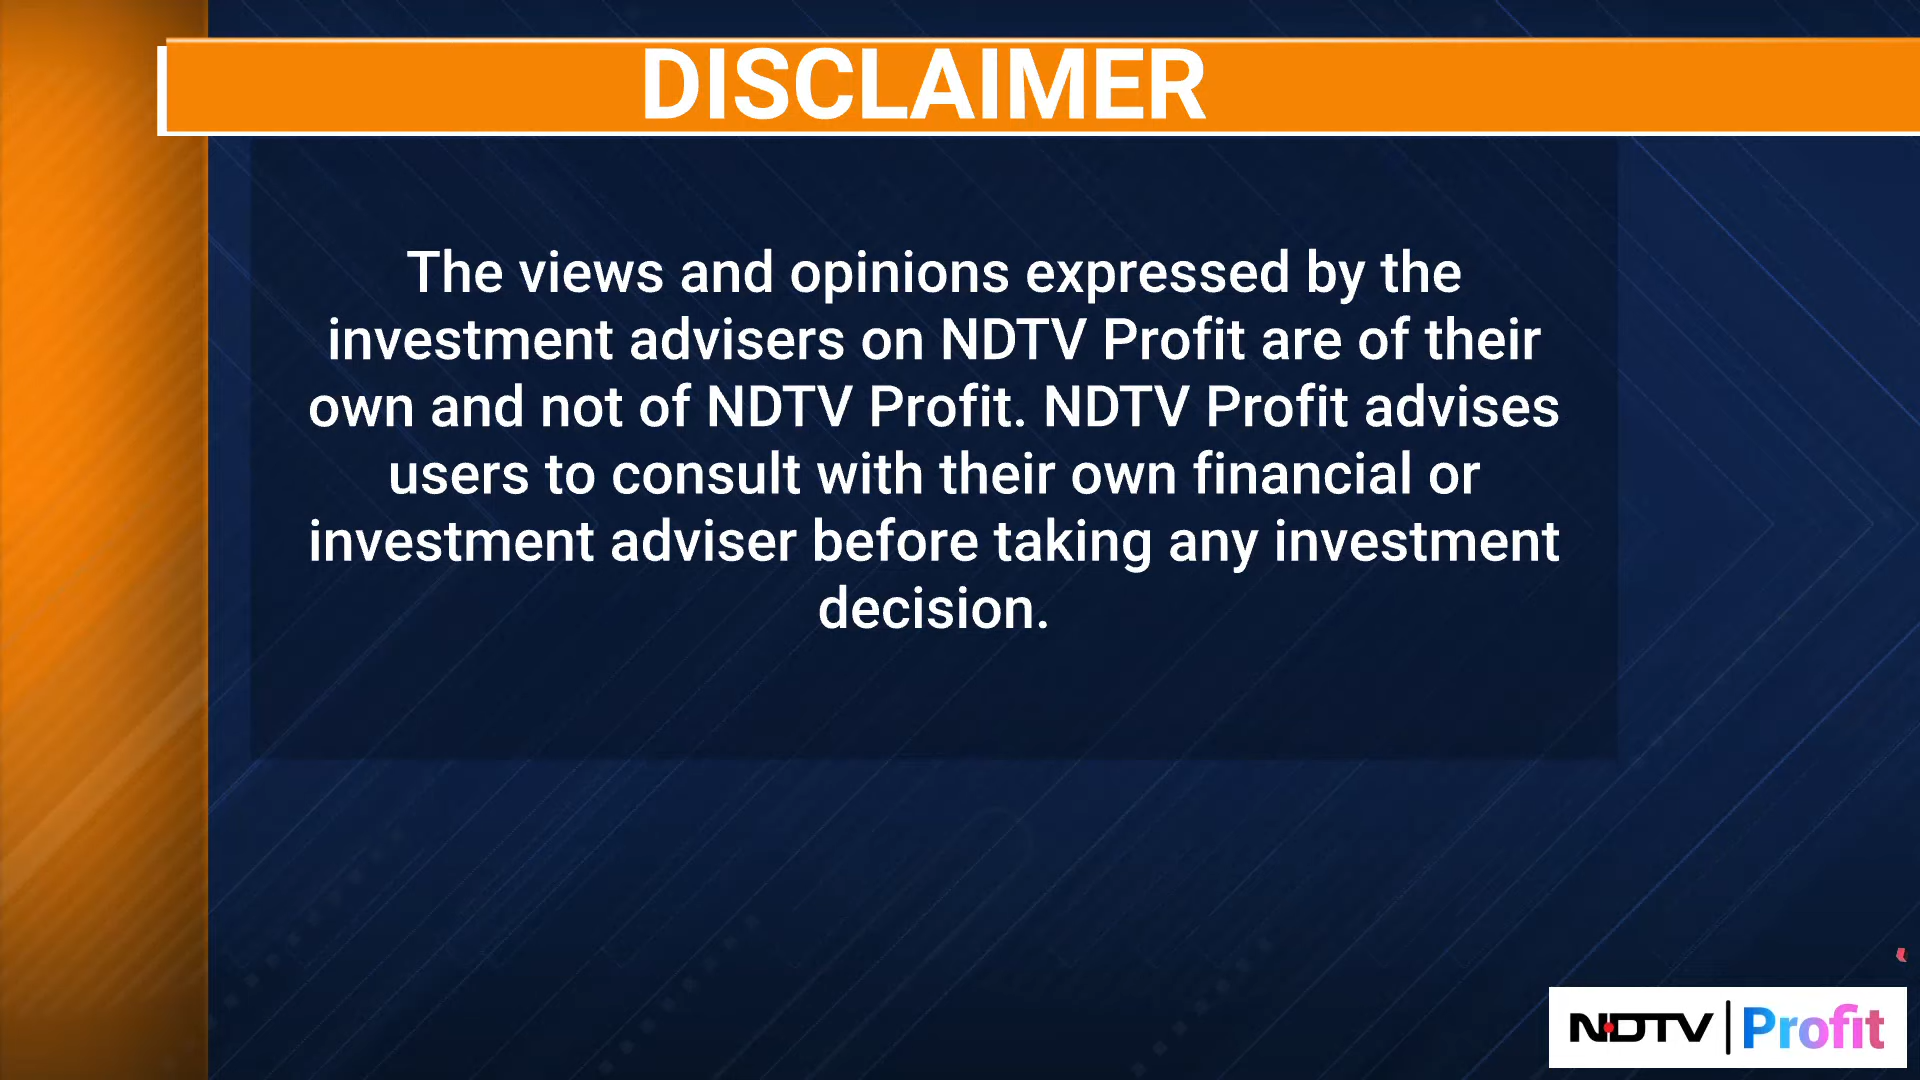 DISCLAIMER
The views and opinions expressed by the
investment advisers on NDTV Profit are of their
own and not of NDTV Profit. NDTV Profit advises
users to consult with their own financial or
investment adviser before taking any investment
decision.
NDTV | Profit